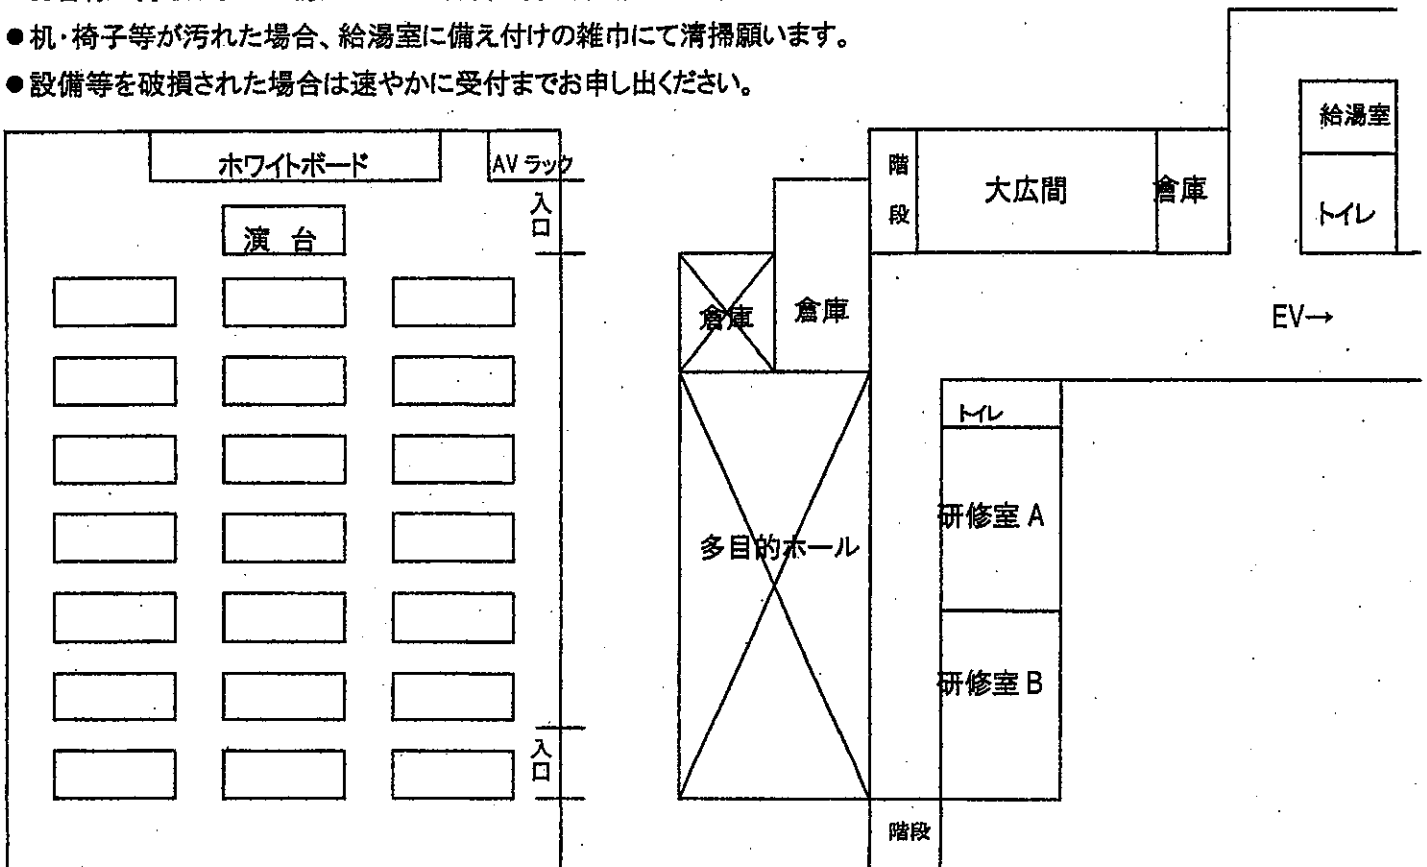 ●机・椅子等が汚れた場合、給湯室に備え付けの雑巾にて清掃願います。
●設備等を破損された場合は速やかに受付までお申し出ください。
ホワイトボード
AVラック
入口
演 台
入口
階段
大広間
倉庫
給湯室
トイレ
倉庫
倉庫
EV→
トイレ
研修室A
多目的ホール
研修室B
階段